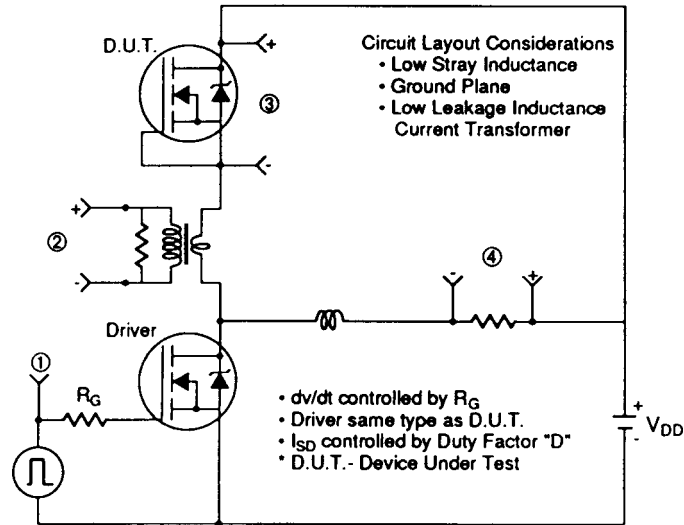 D.U.T.
+
③
-
Circuit Layout Considerations
• Low Stray Inductance
• Ground Plane
• Low Leakage Inductance
Current Transformer
+
②
-
④
- +
Driver
①
R_G
• dv/dt controlled by R_G
• Driver same type as D.U.T.
• I_SD controlled by Duty Factor "D"
* D.U.T.- Device Under Test
+
V_DD
-